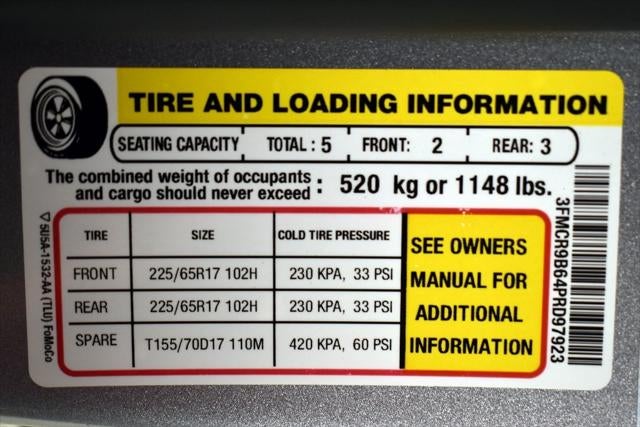 TIRE AND LOADING INFORMATION
SEATING CAPACITY TOTAL : 5 FRONT: 2 REAR: 3
The combined weight of occupants and cargo should never exceed : 520 kg or 1148 lbs.
TIRE SIZE COLD TIRE PRESSURE
FRONT 225/65R17 102H 230 KPA, 33 PSI
REAR 225/65R17 102H 230 KPA, 33 PSI
SPARE T155/70D17 110M 420 KPA, 60 PSI
SEE OWNERS
MANUAL FOR
ADDITIONAL
INFORMATION
5U5A-1532-AA (TLU) FoMoCo
3FMCR9B64PRD97923